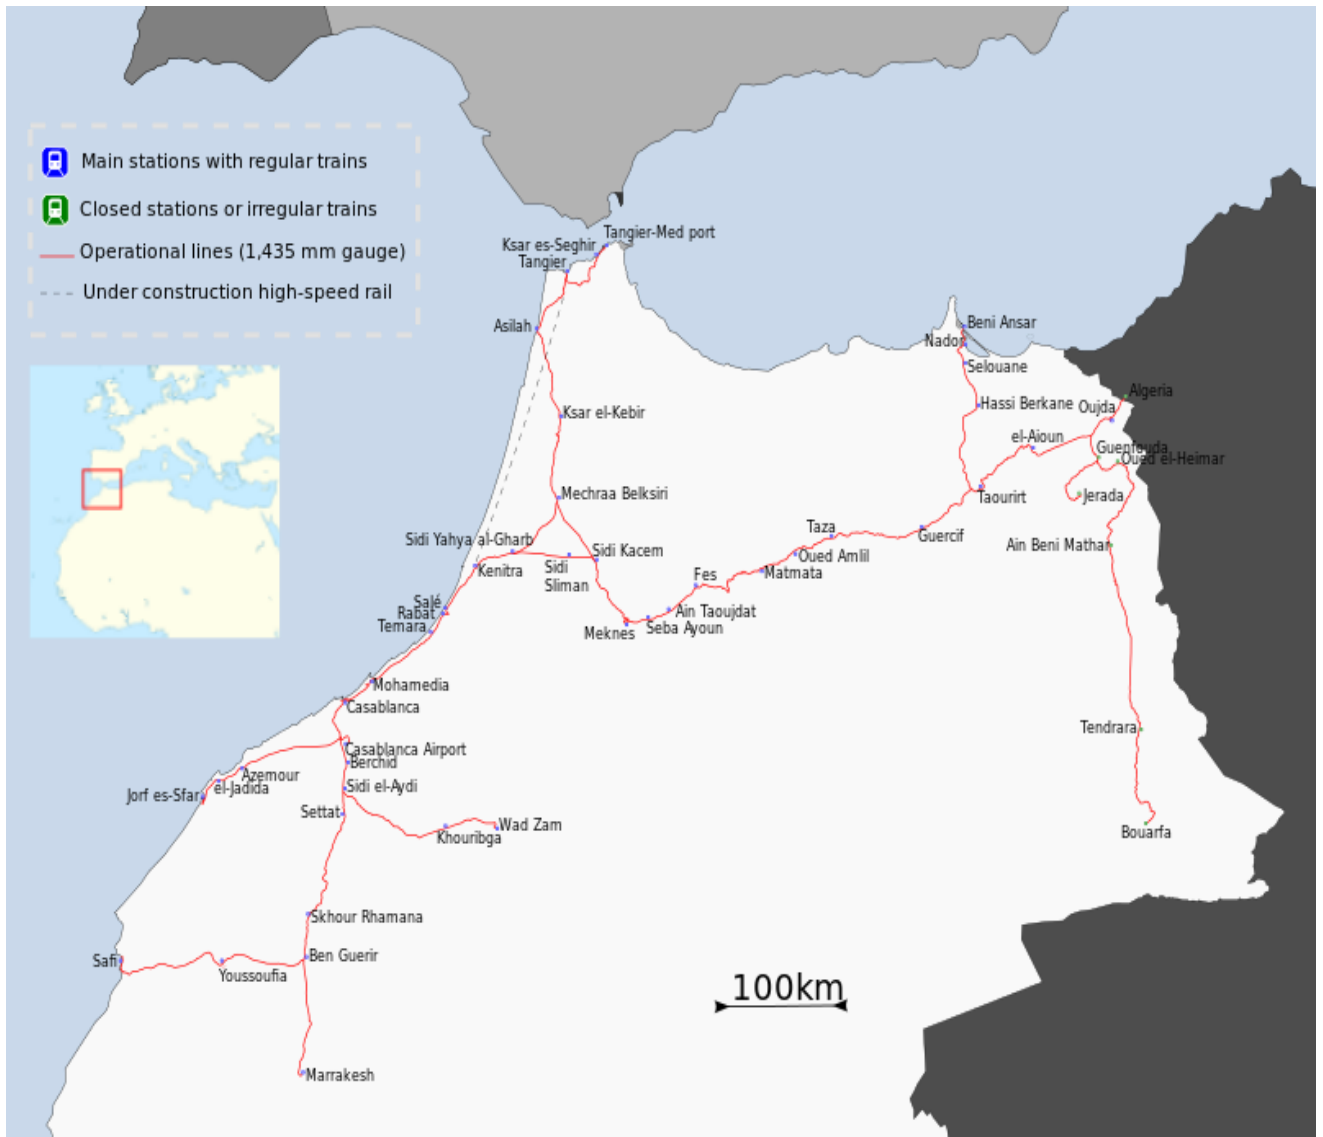 Main stations with regular trains
Closed stations or irregular trains
Operational lines (1,435 mm gauge)
Under construction high-speed rail
Tangier-Med port
Ksar es-Seghir
Tangier
Asilah
Beni Ansar
Nador
Selouane
Algeria
Ksar el-Kebir
Hassi Berkane
Oujda
el-Aioun
Guenfouda
Oued el-Heimar
Mechraa Belksiri
Taourirt
Jerada
Taza
Guercif
Sidi Yahya al-Gharb
Sidi Kacem
Ain Beni Mathar
Oued Amlil
Kenitra
Sidi
Sliman
Fes
Matmata
Salé
Rabat
Temara
Ain Taoujdat
Meknes
Seba Ayoun
Mohamedia
Casablanca
Tendrara
Casablanca Airport
Berchid
Azemour
el-Jadida
Jorf es-Sfar
Sidi el-Aydi
Settat
Khouribga
Wad Zam
Bouarfa
Skhour Rhamana
Safi
Youssoufia
Ben Guerir
100km
Marrakesh